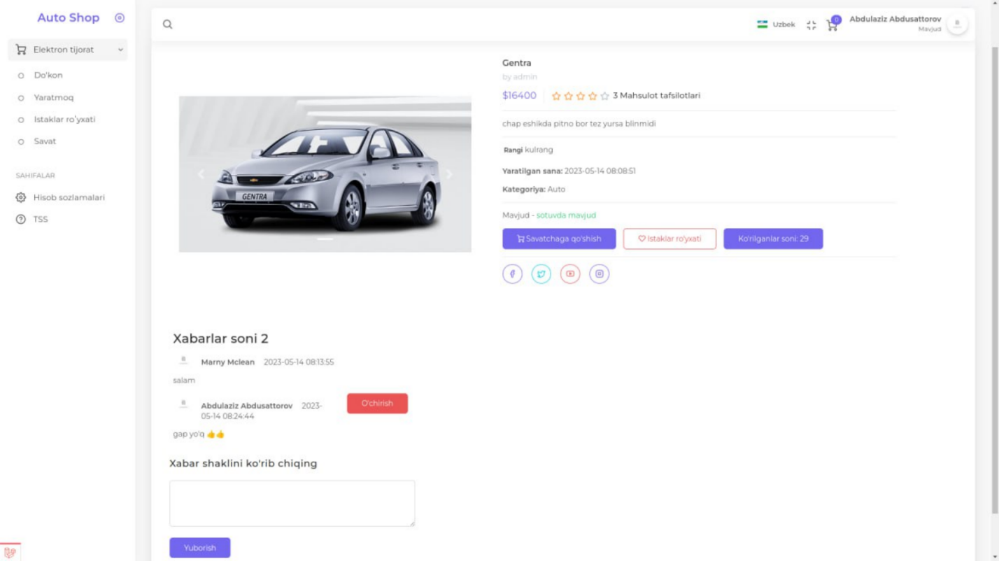 Auto Shop
Elektron tijorat
Do'kon
Yaratmoq
Istaklar ro'yxati
Savat
SAHIFALAR
Hisob sozlamalari
TSS
Uzbek
0
Abdulaziz Abdusattorov
Mavjud
GENTRA
Gentra
by admin
$16400 3 Mahsulot tafsilotlari
chap eshikda pitno bor tez yursa blinmidi
Rangi kulrang
Yaratilgan sana: 2023-05-14 08:08:51
Kategoriya: Auto
Mavjud - sotuvda mavjud
Savatchaga qo'shish
Istaklar ro'yxati
Ko'rilganlar soni: 29
Xabarlar soni 2
Marny Mclean 2023-05-14 08:13:55
salam
Abdulaziz Abdusattorov 2023-
05-14 08:24:44
O'chirish
gap yo'q 👍👍
Xabar shaklini ko'rib chiqing
Yuborish